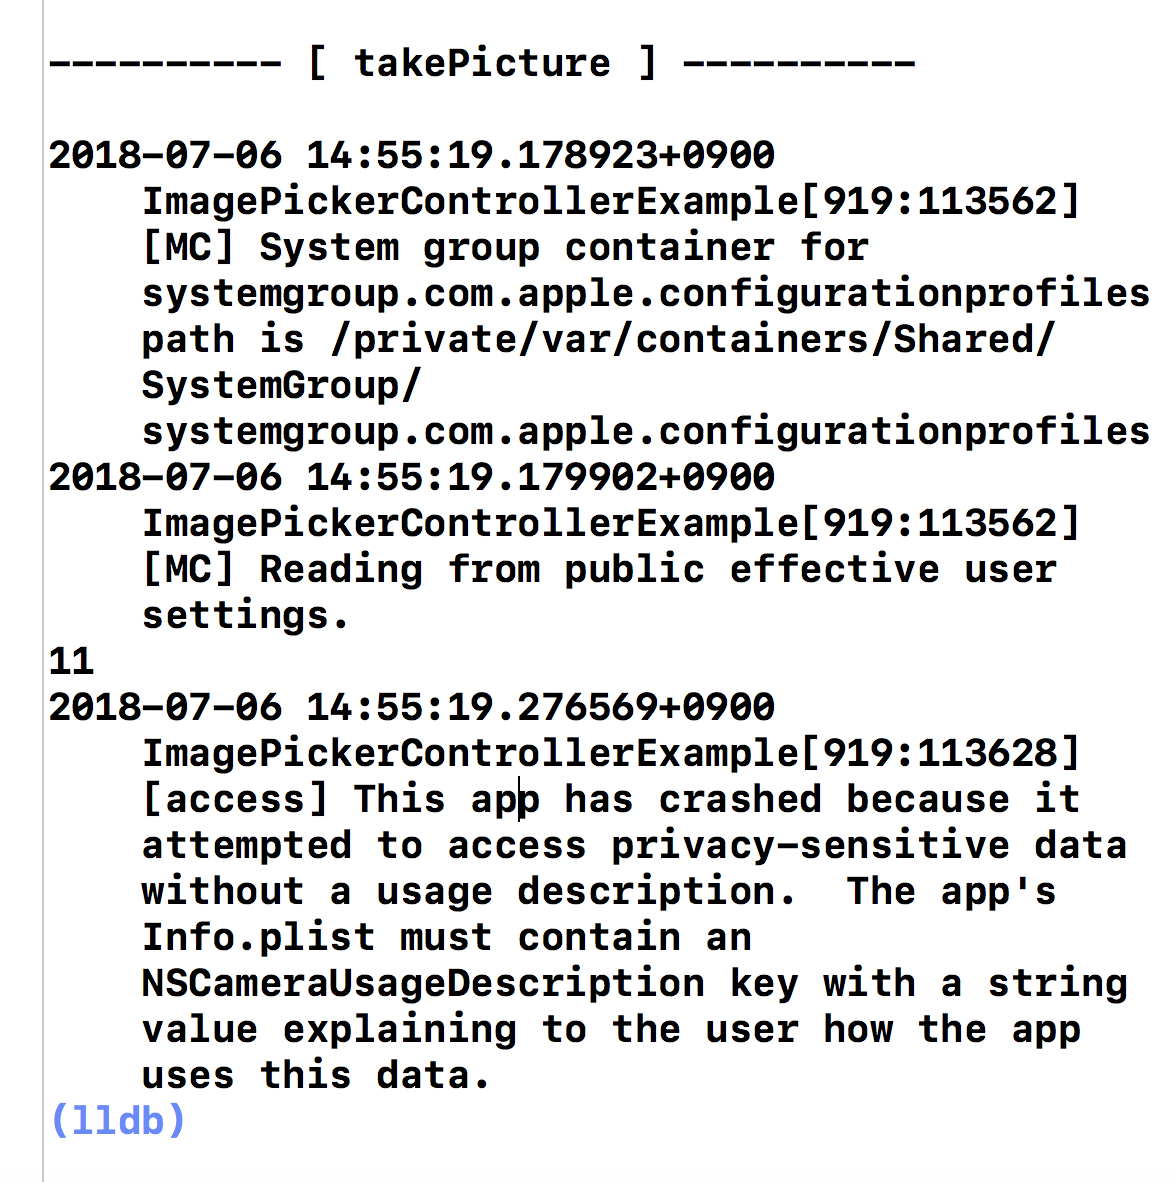 ---------- [ takePicture ] ----------
2018-07-06 14:55:19.178923+0900
ImagePickerControllerExample[919:113562]
[MC] System group container for
systemgroup.com.apple.configurationprofiles
path is /private/var/containers/Shared/
SystemGroup/
systemgroup.com.apple.configurationprofiles
2018-07-06 14:55:19.179902+0900
ImagePickerControllerExample[919:113562]
[MC] Reading from public effective user
settings.
11
2018-07-06 14:55:19.276569+0900
ImagePickerControllerExample[919:113628]
[access] This app has crashed because it
attempted to access privacy-sensitive data
without a usage description.  The app's
Info.plist must contain an
NSCameraUsageDescription key with a string
value explaining to the user how the app
uses this data.
(lldb)